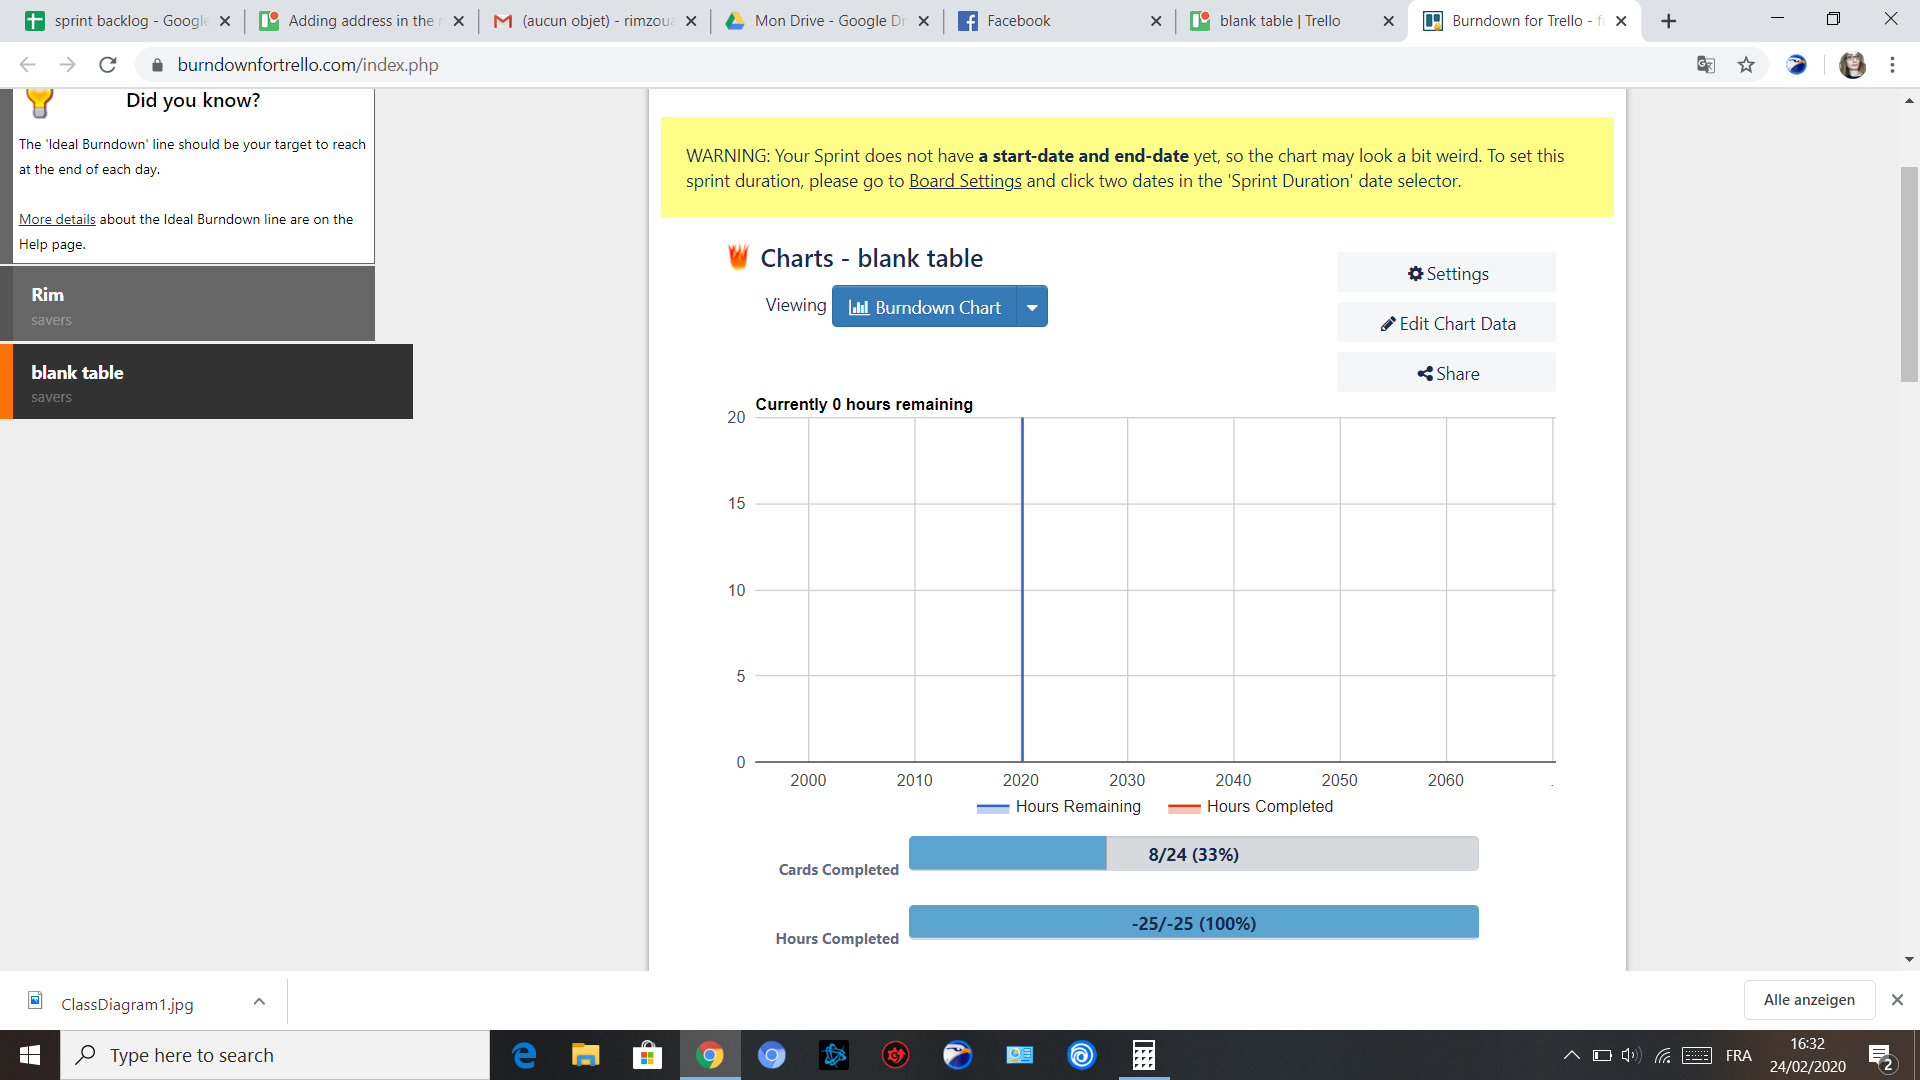 sprint backlog - Google
Adding address in the r
(aucun objet) - rimzoua
Mon Drive - Google Dr
Facebook
blank table | Trello
Burndown for Trello - f
burndownfortrello.com/index.php
Did you know?
The 'Ideal Burndown' line should be your target to reach
at the end of each day.
More details about the Ideal Burndown line are on the
Help page.
Rim
savers
blank table
savers
WARNING: Your Sprint does not have a start-date and end-date yet, so the chart may look a bit weird. To set this
sprint duration, please go to Board Settings and click two dates in the 'Sprint Duration' date selector.
Charts - blank table
Viewing
Burndown Chart
Settings
Edit Chart Data
Share
Currently 0 hours remaining
20
15
10
5
0
2000 2010 2020 2030 2040 2050 2060 .
Hours Remaining Hours Completed
Cards Completed
8/24 (33%)
Hours Completed
-25/-25 (100%)
ClassDiagram1.jpg
Alle anzeigen
Type here to search
FRA
16:32
24/02/2020
2